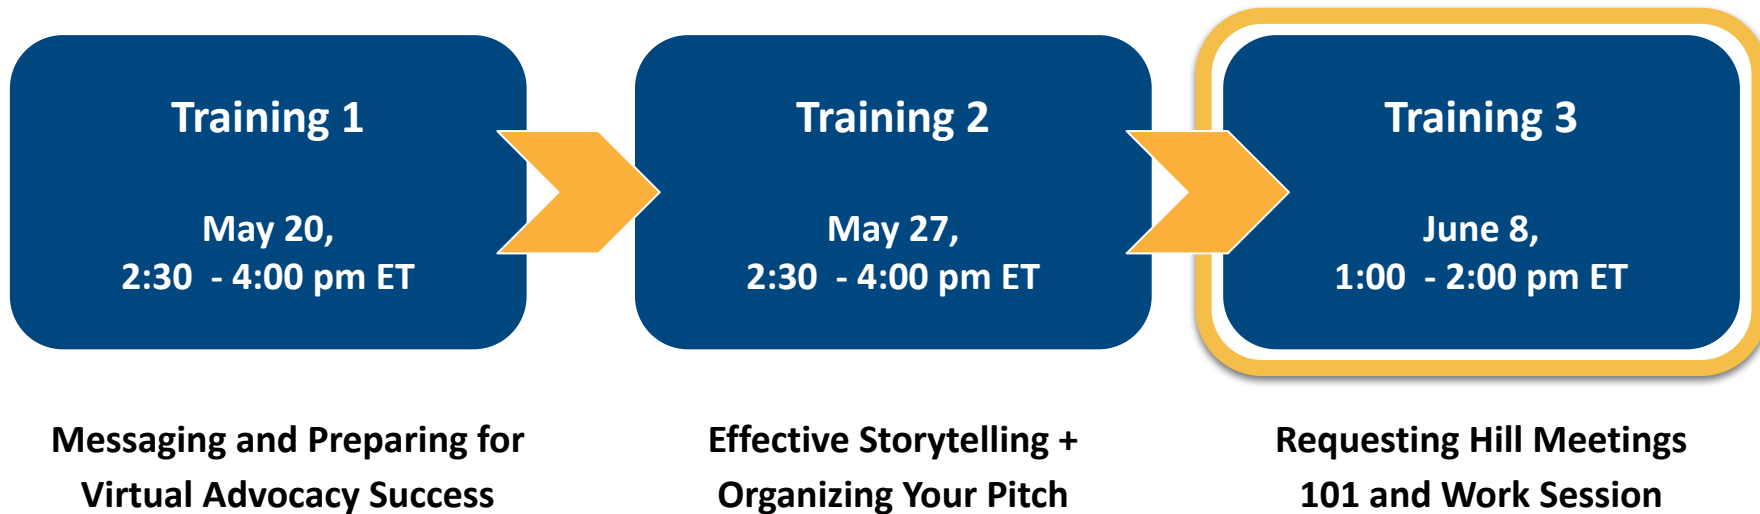 Training 1
May 20,
2:30  - 4:00 pm ET
Messaging and Preparing for
Virtual Advocacy Success
Training 2
May 27,
2:30  - 4:00 pm ET
Effective Storytelling +
Organizing Your Pitch
Training 3
June 8,
1:00  - 2:00 pm ET
Requesting Hill Meetings
101 and Work Session